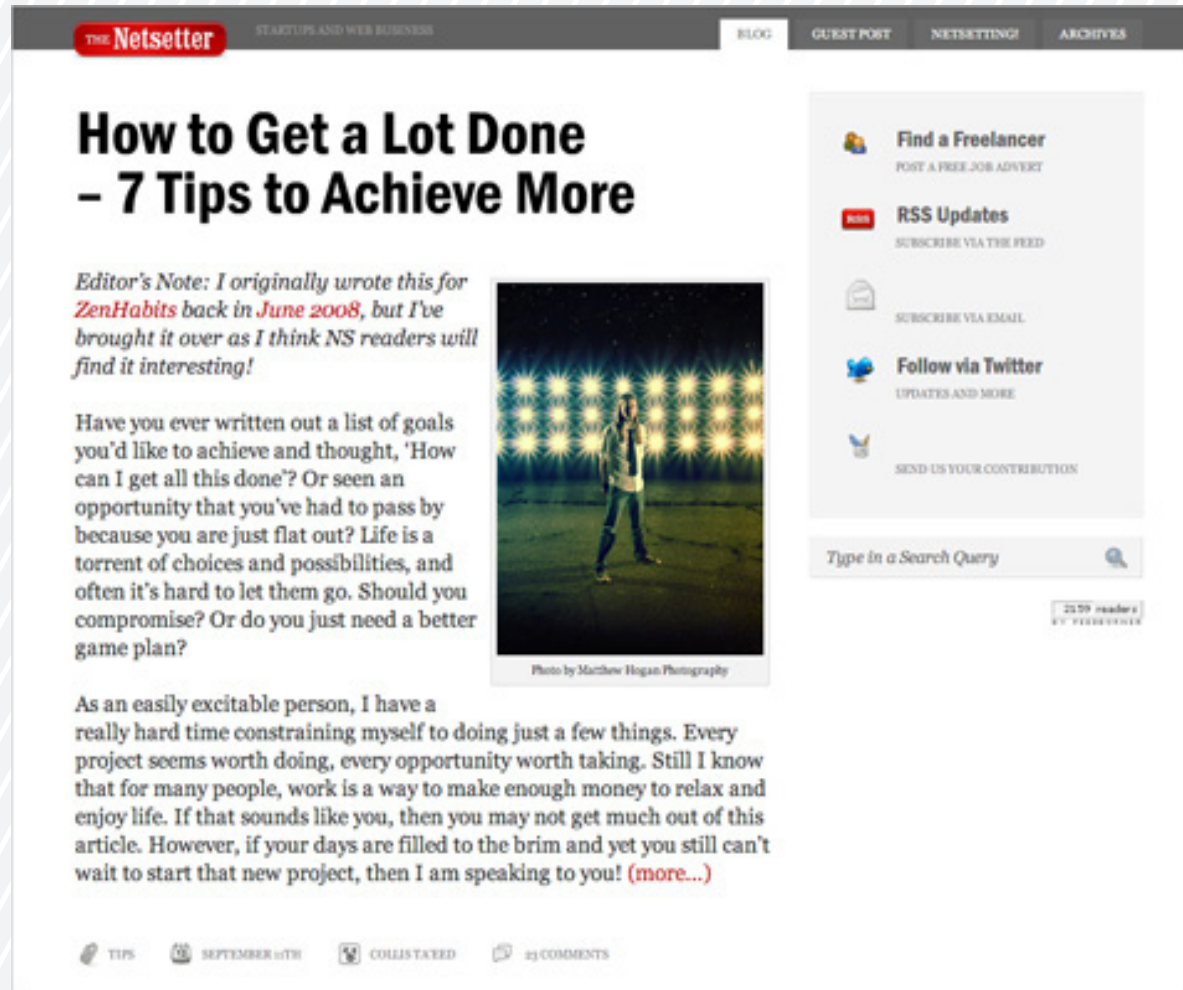 THE Netsetter
STARTUPS AND WEB BUSINESS
BLOG
GUEST POST
NETSETTING!
ARCHIVES
How to Get a Lot Done
– 7 Tips to Achieve More
Editor's Note: I originally wrote this for
ZenHabits back in June 2008, but I've
brought it over as I think NS readers will
find it interesting!
Have you ever written out a list of goals
you'd like to achieve and thought, 'How
can I get all this done'? Or seen an
opportunity that you've had to pass by
because you are just flat out? Life is a
torrent of choices and possibilities, and
often it's hard to let them go. Should you
compromise? Or do you just need a better
game plan?
Photo by Matthew Hogan Photography
As an easily excitable person, I have a
really hard time constraining myself to doing just a few things. Every
project seems worth doing, every opportunity worth taking. Still I know
that for many people, work is a way to make enough money to relax and
enjoy life. If that sounds like you, then you may not get much out of this
article. However, if your days are filled to the brim and yet you still can't
wait to start that new project, then I am speaking to you! (more...)
TIPS
SEPTEMBER 11TH
COLLIS TA'EED
23 COMMENTS
Find a Freelancer
POST A FREE JOB ADVERT
RSS
RSS Updates
SUBSCRIBE VIA THE FEED
SUBSCRIBE VIA EMAIL
Follow via Twitter
UPDATES AND MORE
SEND US YOUR CONTRIBUTION
Type in a Search Query
2159 readers
BY FEEDBURNER